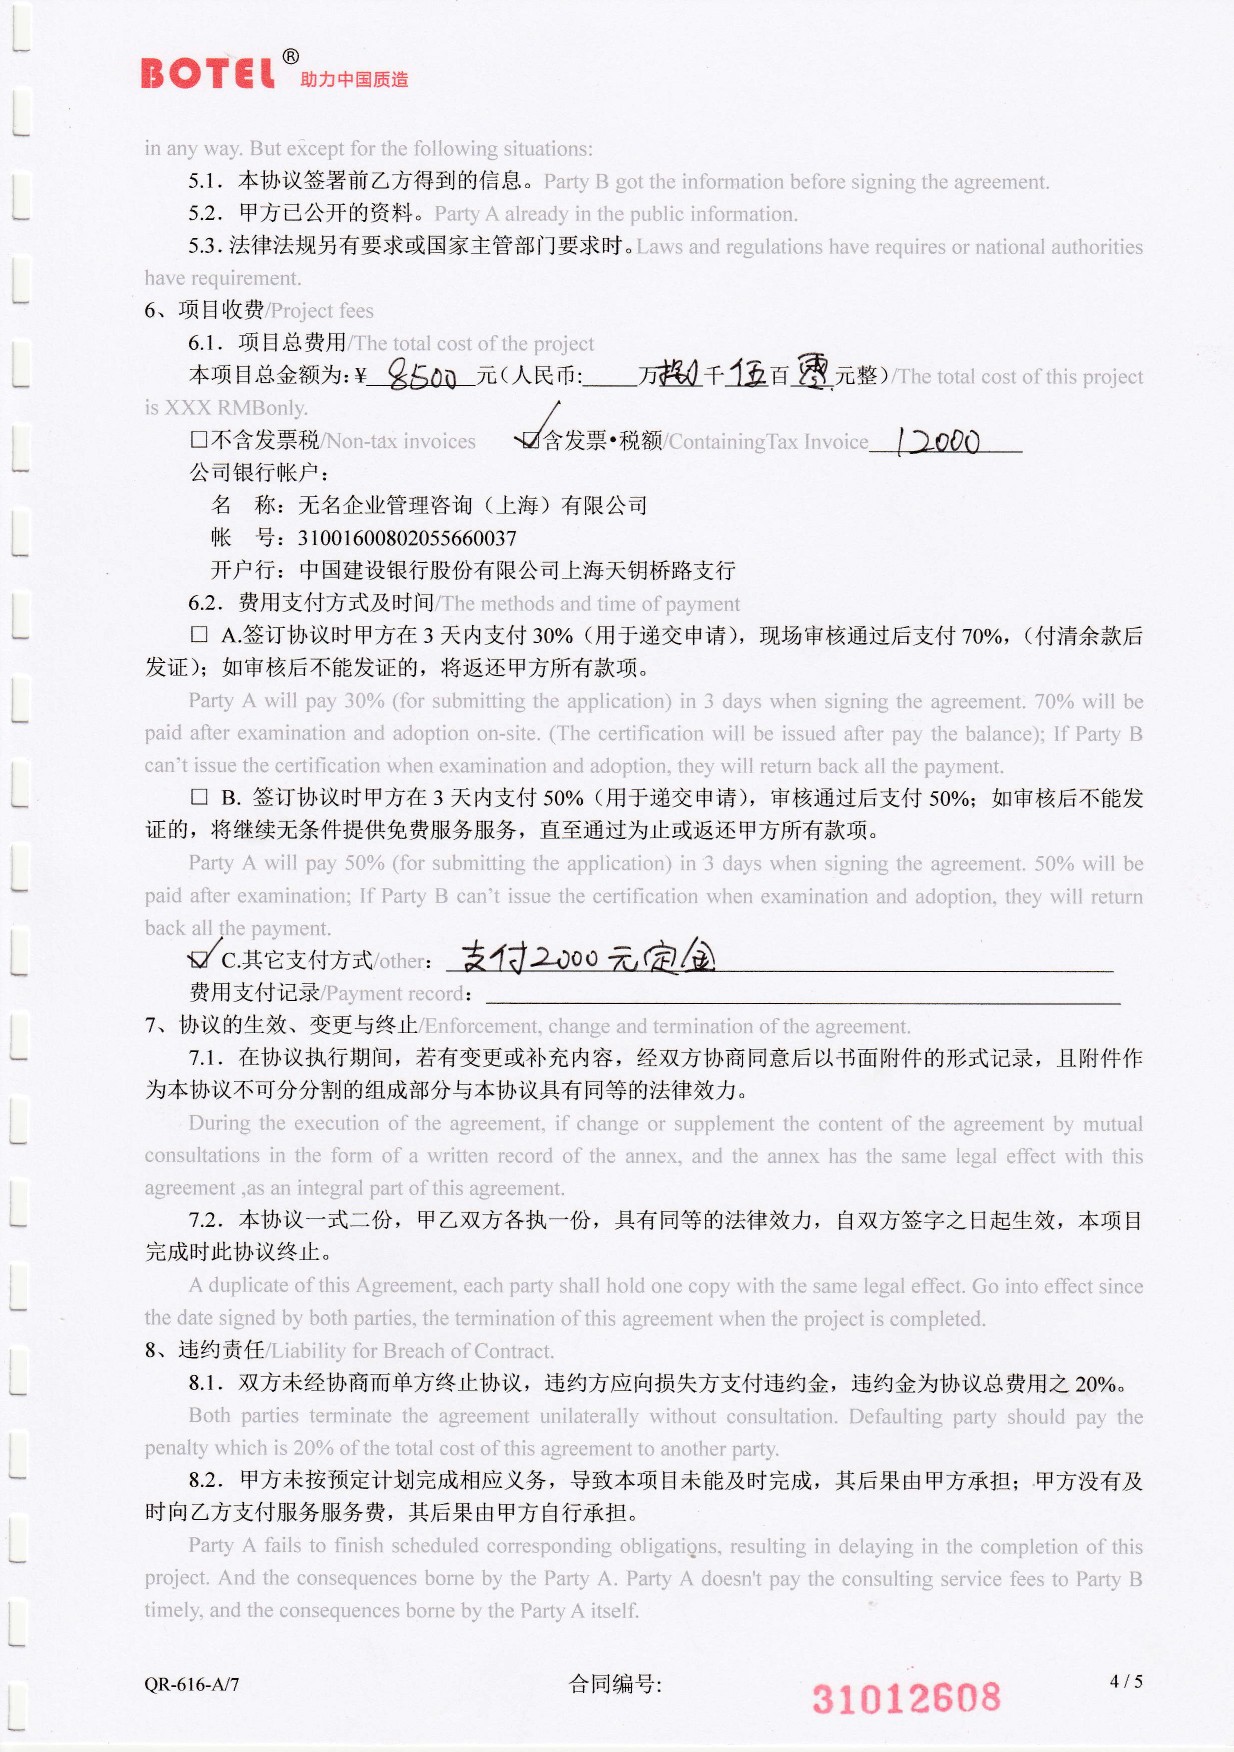 BOTEL® 助力中国质造
in any way. But except for the following situations:
5.1．本协议签署前乙方得到的信息。Party B got the information before signing the agreement.
5.2．甲方已公开的资料。Party A already in the public information.
5.3．法律法规另有要求或国家主管部门要求时。Laws and regulations have requires or national authorities
have requirement.
6、项目收费/Project fees
6.1．项目总费用/The total cost of the project
本项目总金额为:￥ 8500 元(人民币: 万捌千伍百零元整)/The total cost of this project
is XXX RMBonly.
□不含发票税/Non-tax invoices ☑含发票•税额/ContainingTax Invoice 12000
公司银行帐户：
名 称：无名企业管理咨询（上海）有限公司
帐 号：31001600802055660037
开户行：中国建设银行股份有限公司上海天钥桥路支行
6.2．费用支付方式及时间/The methods and time of payment
□ A.签订协议时甲方在 3 天内支付 30%（用于递交申请），现场审核通过后支付 70%，（付清余款后
发证）；如审核后不能发证的，将返还甲方所有款项。
Party A will pay 30% (for submitting the application) in 3 days when signing the agreement. 70% will be
paid after examination and adoption on-site. (The certification will be issued after pay the balance); If Party B
can't issue the certification when examination and adoption, they will return back all the payment.
□ B. 签订协议时甲方在 3 天内支付 50%（用于递交申请），审核通过后支付 50%；如审核后不能发
证的，将继续无条件提供免费服务服务，直至通过为止或返还甲方所有款项。
Party A will pay 50% (for submitting the application) in 3 days when signing the agreement. 50% will be
paid after examination; If Party B can't issue the certification when examination and adoption, they will return
back all the payment.
☑ C.其它支付方式/other： 支付2000元定金
费用支付记录/Payment record：
7、协议的生效、变更与终止/Enforcement, change and termination of the agreement.
7.1．在协议执行期间，若有变更或补充内容，经双方协商同意后以书面附件的形式记录，且附件作
为本协议不可分分割的组成部分与本协议具有同等的法律效力。
During the execution of the agreement, if change or supplement the content of the agreement by mutual
consultations in the form of a written record of the annex, and the annex has the same legal effect with this
agreement ,as an integral part of this agreement.
7.2．本协议一式二份，甲乙双方各执一份，具有同等的法律效力，自双方签字之日起生效，本项目
完成时此协议终止。
A duplicate of this Agreement, each party shall hold one copy with the same legal effect. Go into effect since
the date signed by both parties, the termination of this agreement when the project is completed.
8、违约责任/Liability for Breach of Contract.
8.1．双方未经协商而单方终止协议，违约方应向损失方支付违约金，违约金为协议总费用之 20%。
Both parties terminate the agreement unilaterally without consultation. Defaulting party should pay the
penalty which is 20% of the total cost of this agreement to another party.
8.2．甲方未按预定计划完成相应义务，导致本项目未能及时完成，其后果由甲方承担；甲方没有及
时向乙方支付服务服务费，其后果由甲方自行承担。
Party A fails to finish scheduled corresponding obligations, resulting in delaying in the completion of this
project. And the consequences borne by the Party A. Party A doesn't pay the consulting service fees to Party B
timely, and the consequences borne by the Party A itself.
QR-616-A/7 合同编号: 31012608 4 / 5